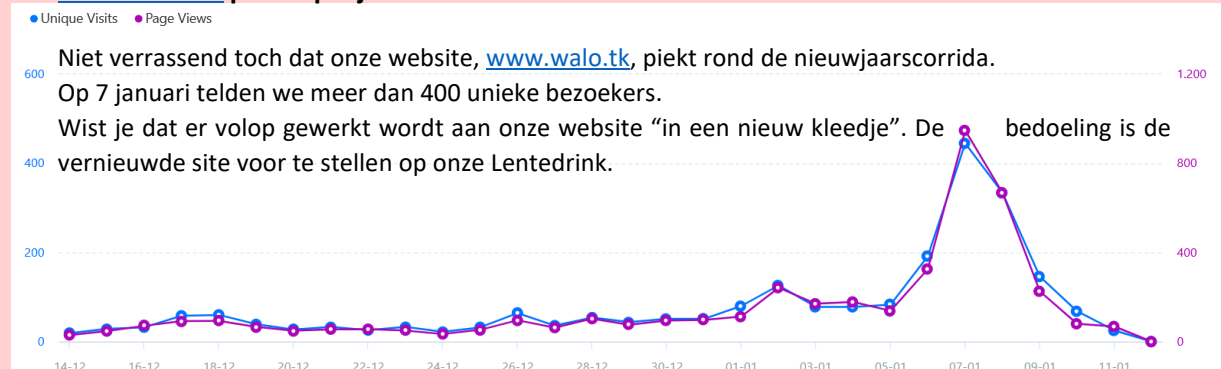 Unique Visits Page Views
Niet verrassend toch dat onze website, www.walo.tk, piekt rond de nieuwjaarscorrida.
600 1.200
Op 7 januari telden we meer dan 400 unieke bezoekers.
Wist je dat er volop gewerkt wordt aan onze website “in een nieuw kleedje”. De bedoeling is de
400 vernieuwde site voor te stellen op onze Lentedrink. 800
200 400
0 0
14-12 16-12 18-12 20-12 22-12 24-12 26-12 28-12 30-12 01-01 03-01 05-01 07-01 09-01 11-01